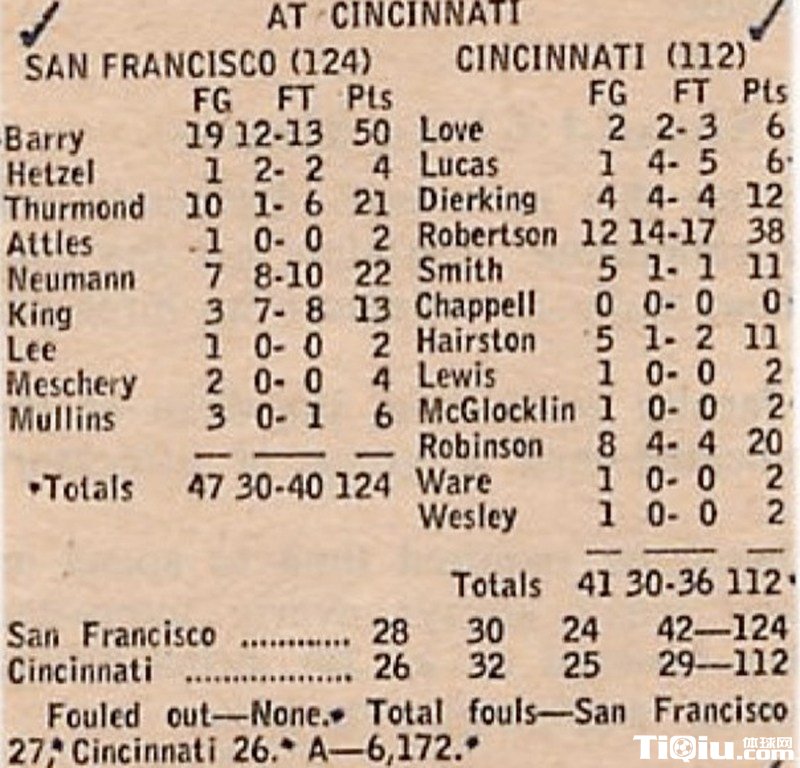 AT CINCINNATI
SAN FRANCISCO (124)
FG FT Pts
Barry 19 12-13 50
Hetzel 1 2- 2 4
Thurmond 10 1- 6 21
Attles 1 0- 0 2
Neumann 7 8-10 22
King 3 7- 8 13
Lee 1 0- 0 2
Meschery 2 0- 0 4
Mullins 3 0- 1 6
Totals 47 30-40 124
CINCINNATI (112)
FG FT Pts
Love 2 2- 3 6
Lucas 1 4- 5 6
Dierking 4 4- 4 12
Robertson 12 14-17 38
Smith 5 1- 1 11
Chappell 0 0- 0 0
Hairston 5 1- 2 11
Lewis 1 0- 0 2
McGlocklin 1 0- 0 2
Robinson 8 4- 4 20
Ware 1 0- 0 2
Wesley 1 0- 0 2
Totals 41 30-36 112
San Francisco ............ 28 30 24 42—124
Cincinnati .................. 26 32 25 29—112
Fouled out—None. Total fouls—San Francisco
27, Cincinnati 26. A—6,172.
TiQiu.com 体球网